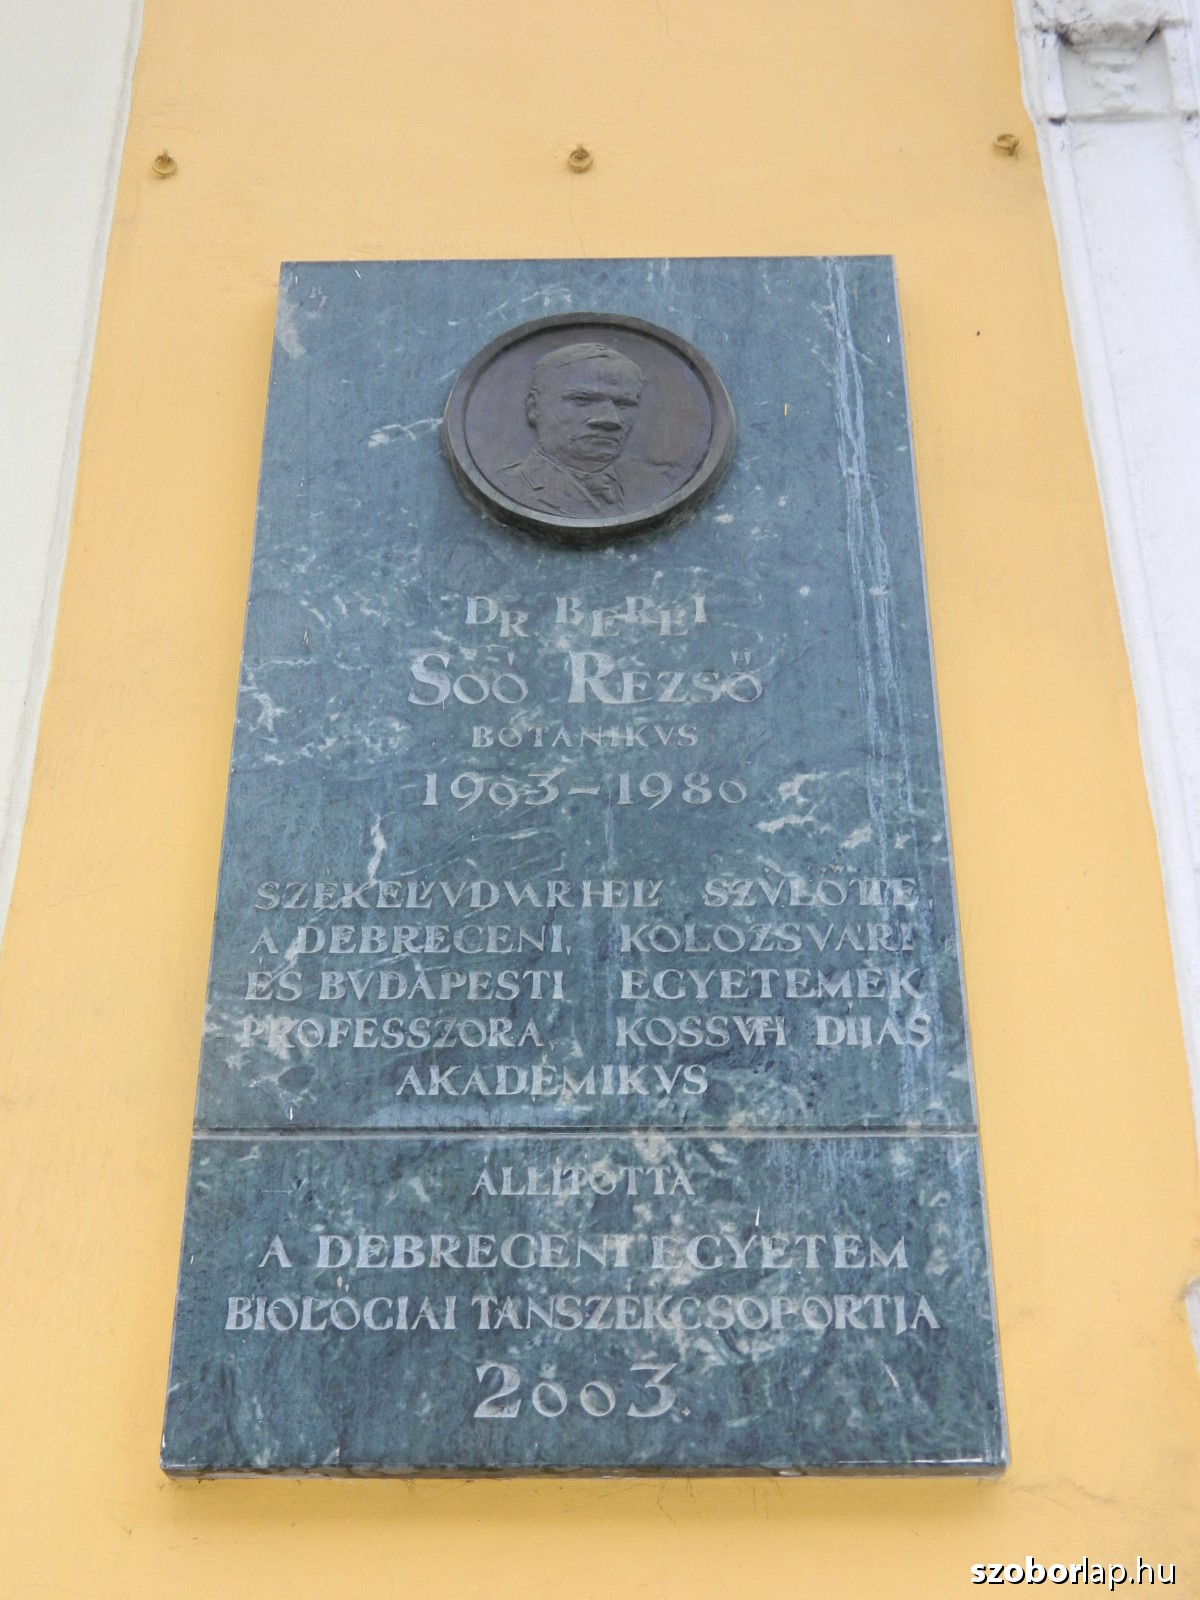 DR BEREI
SOÓ REZSŐ
BOTANIKVS
1903-1980
SZÉKELYVDVARHELY SZÜLÖTTE,
A DEBRECENI, KOLOZSVÁRI
ÉS BVDAPESTI EGYETEMEK
PROFESSZORA, KOSSVTH DÍJAS
AKADÉMIKVS
ÁLLÍTOTTA
A DEBRECENI EGYETEM
BIOLÓGIAI TANSZÉKCSOPORTJA
2003.
szoborlap.hu